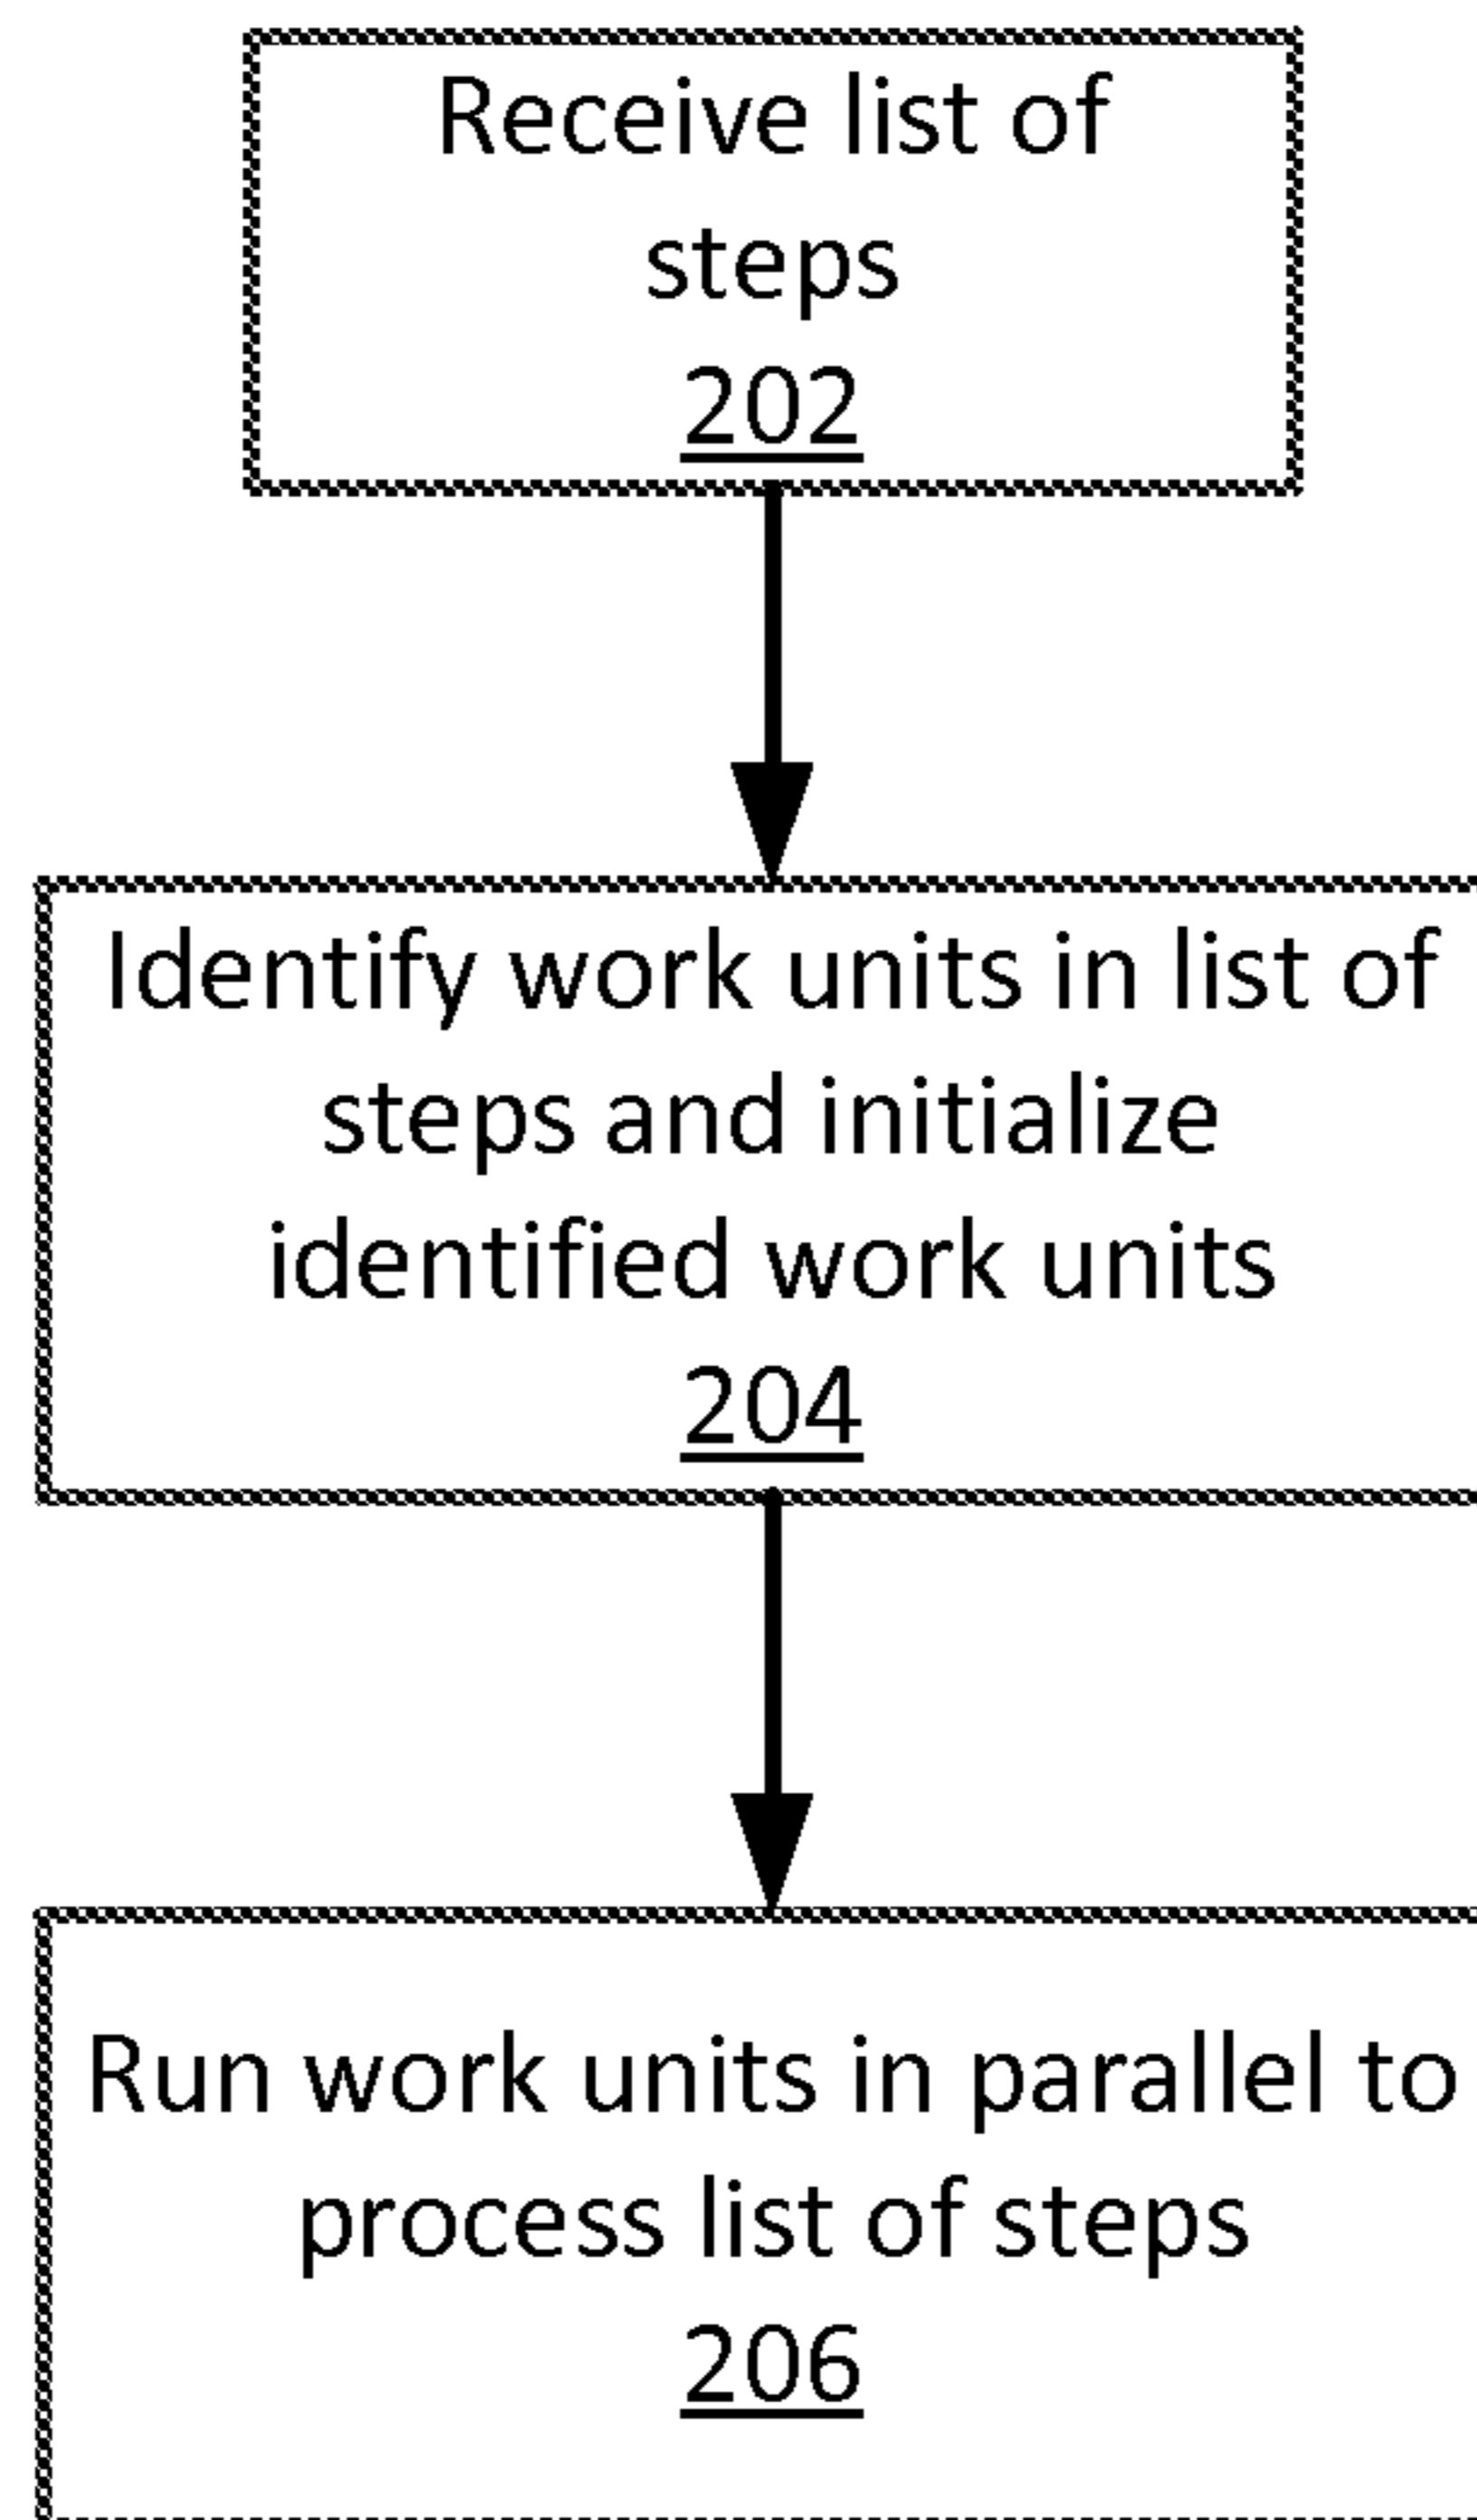 Receive list of
steps
202
Identify work units in list of
steps and initialize
identified work units
204
Run work units in parallel to
process list of steps
206